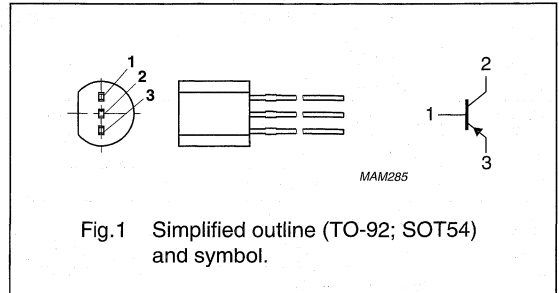 1
2
3
2
1
3
MAM285
Fig.1 Simplified outline (TO-92; SOT54)
and symbol.